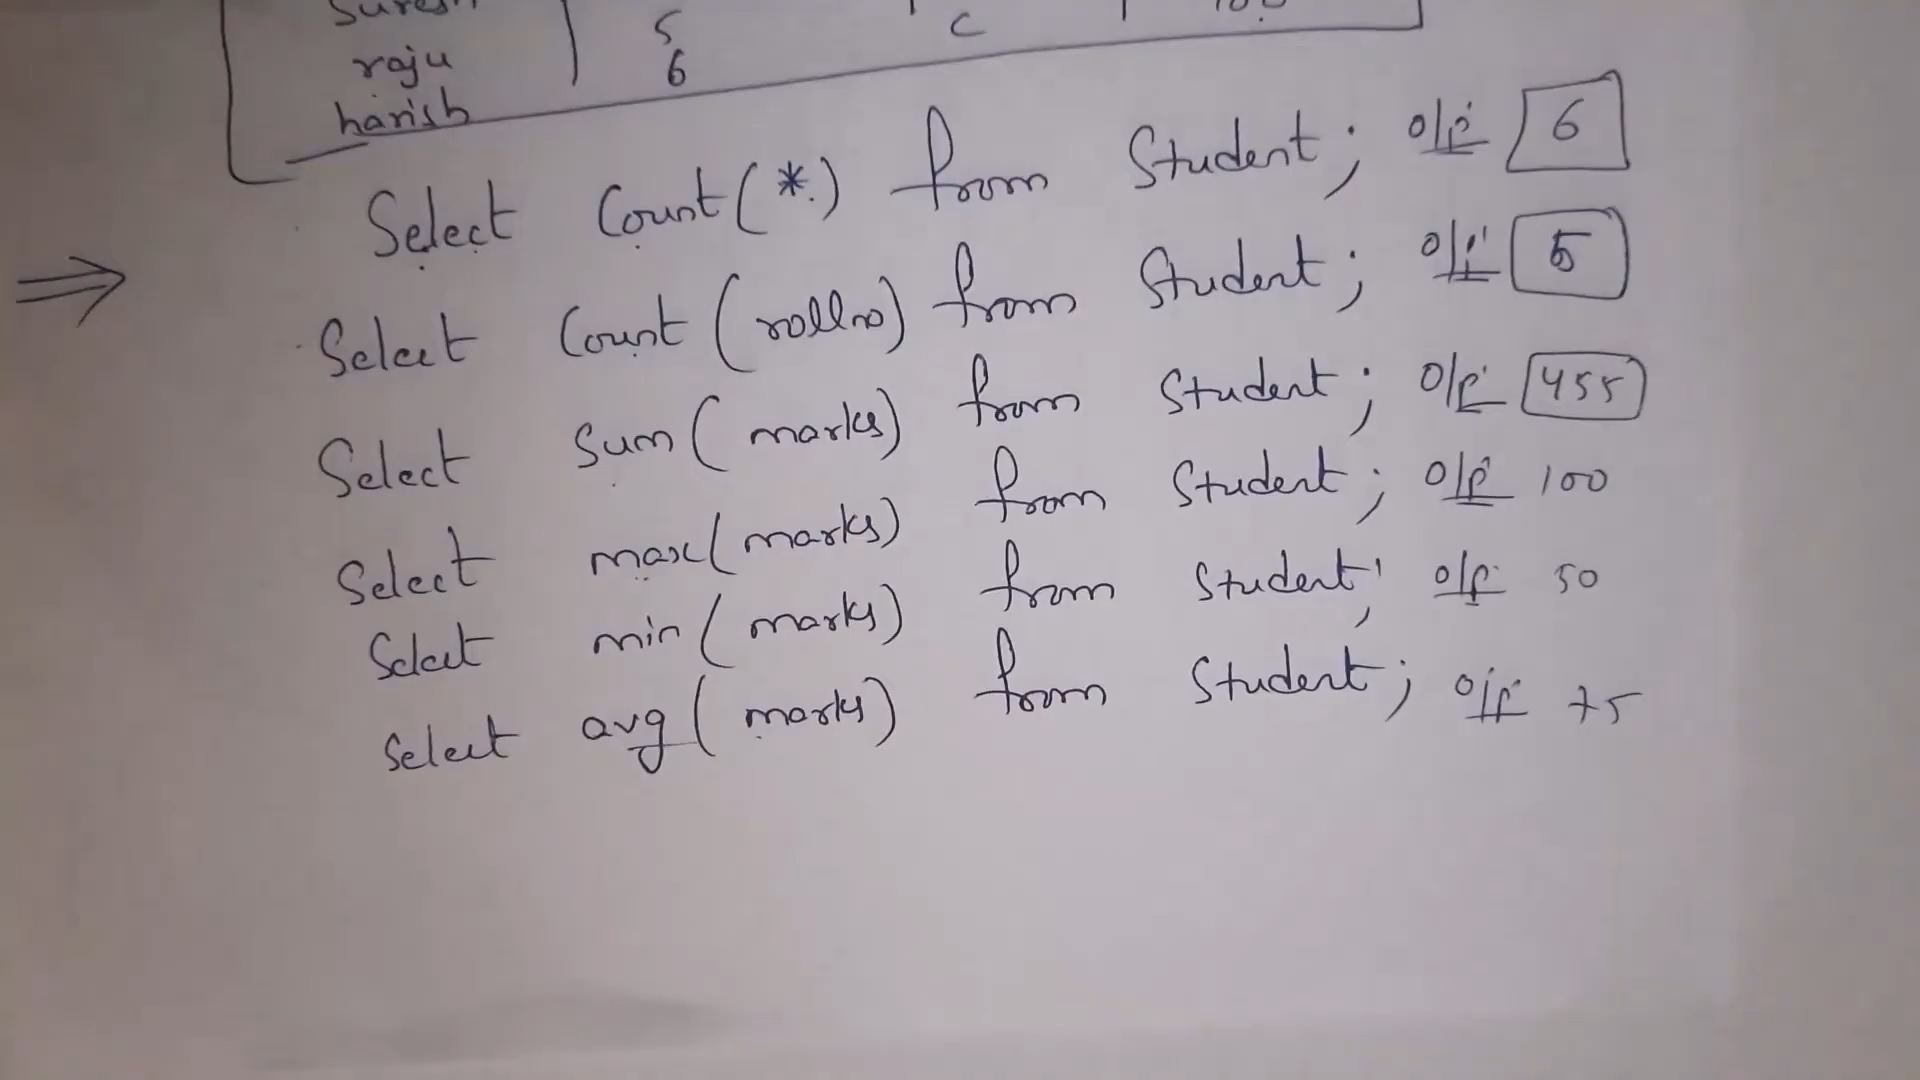 raju 5 c
harish 6
Select Count(*) from Student; o/p 6
⇒
Select Count(rollno) from Student; o/p 5
Select Sum(marks) from Student; o/p 455
Select max(marks) from Student; o/p 100
Select min(marks) from Student; o/p 50
Select avg(marks) from Student; o/p 75